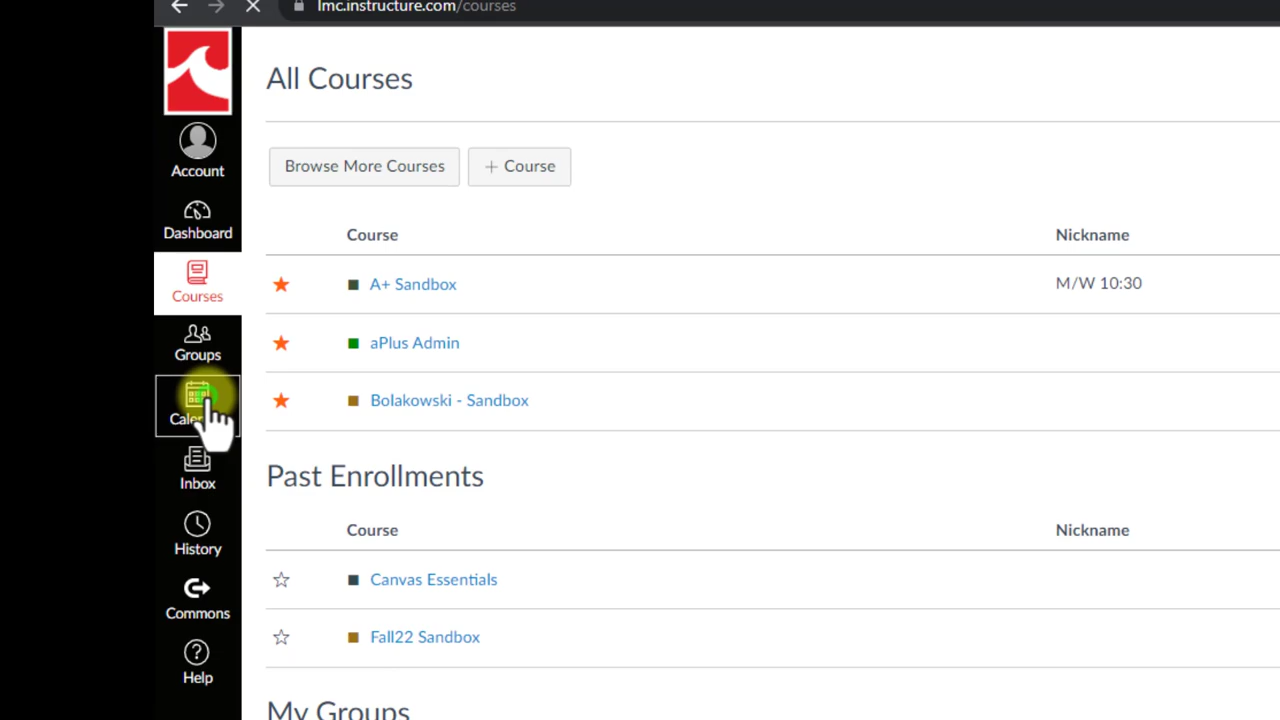 lmc.instructure.com/courses
Account
Dashboard
Courses
Groups
Inbox
History
Commons
Help
All Courses
Browse More Courses
+ Course
Course Nickname
A+ Sandbox M/W 10:30
aPlus Admin
Bolakowski - Sandbox
Past Enrollments
Course Nickname
Canvas Essentials
Fall22 Sandbox
My Groups